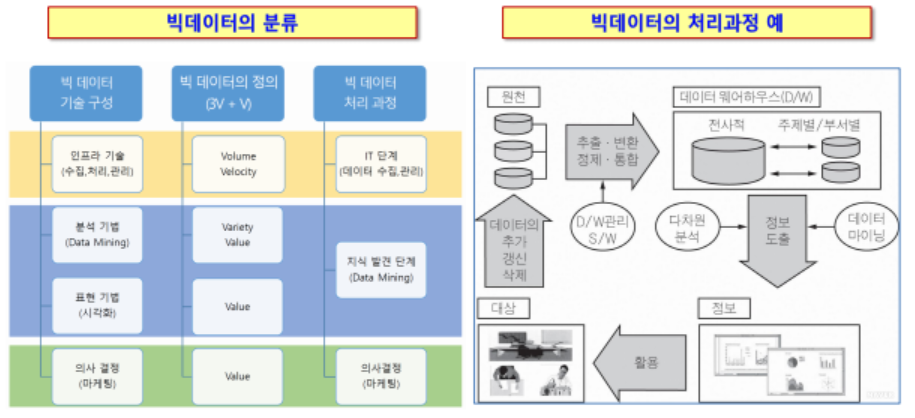 빅데이터의 분류
빅 데이터
기술 구성
빅 데이터의 정의
(3V + V)
빅 데이터
처리 과정
인프라 기술
(수집,처리,관리)
Volume
Velocity
IT 단계
(데이터 수집,관리)
분석 기법
(Data Mining)
Variety
Value
지식 발견 단계
(Data Mining)
표현 기법
(시각화)
Value
의사 결정
(마케팅)
Value
의사결정
(마케팅)
빅데이터의 처리과정 예
원천
데이터 웨어하우스(D/W)
추출 · 변환
정제 · 통합
전사적
주제별/부서별
데이터의
추가
갱신
삭제
D/W관리
S/W
다차원
분석
정보
도출
데이터
마이닝
대상
정보
활용